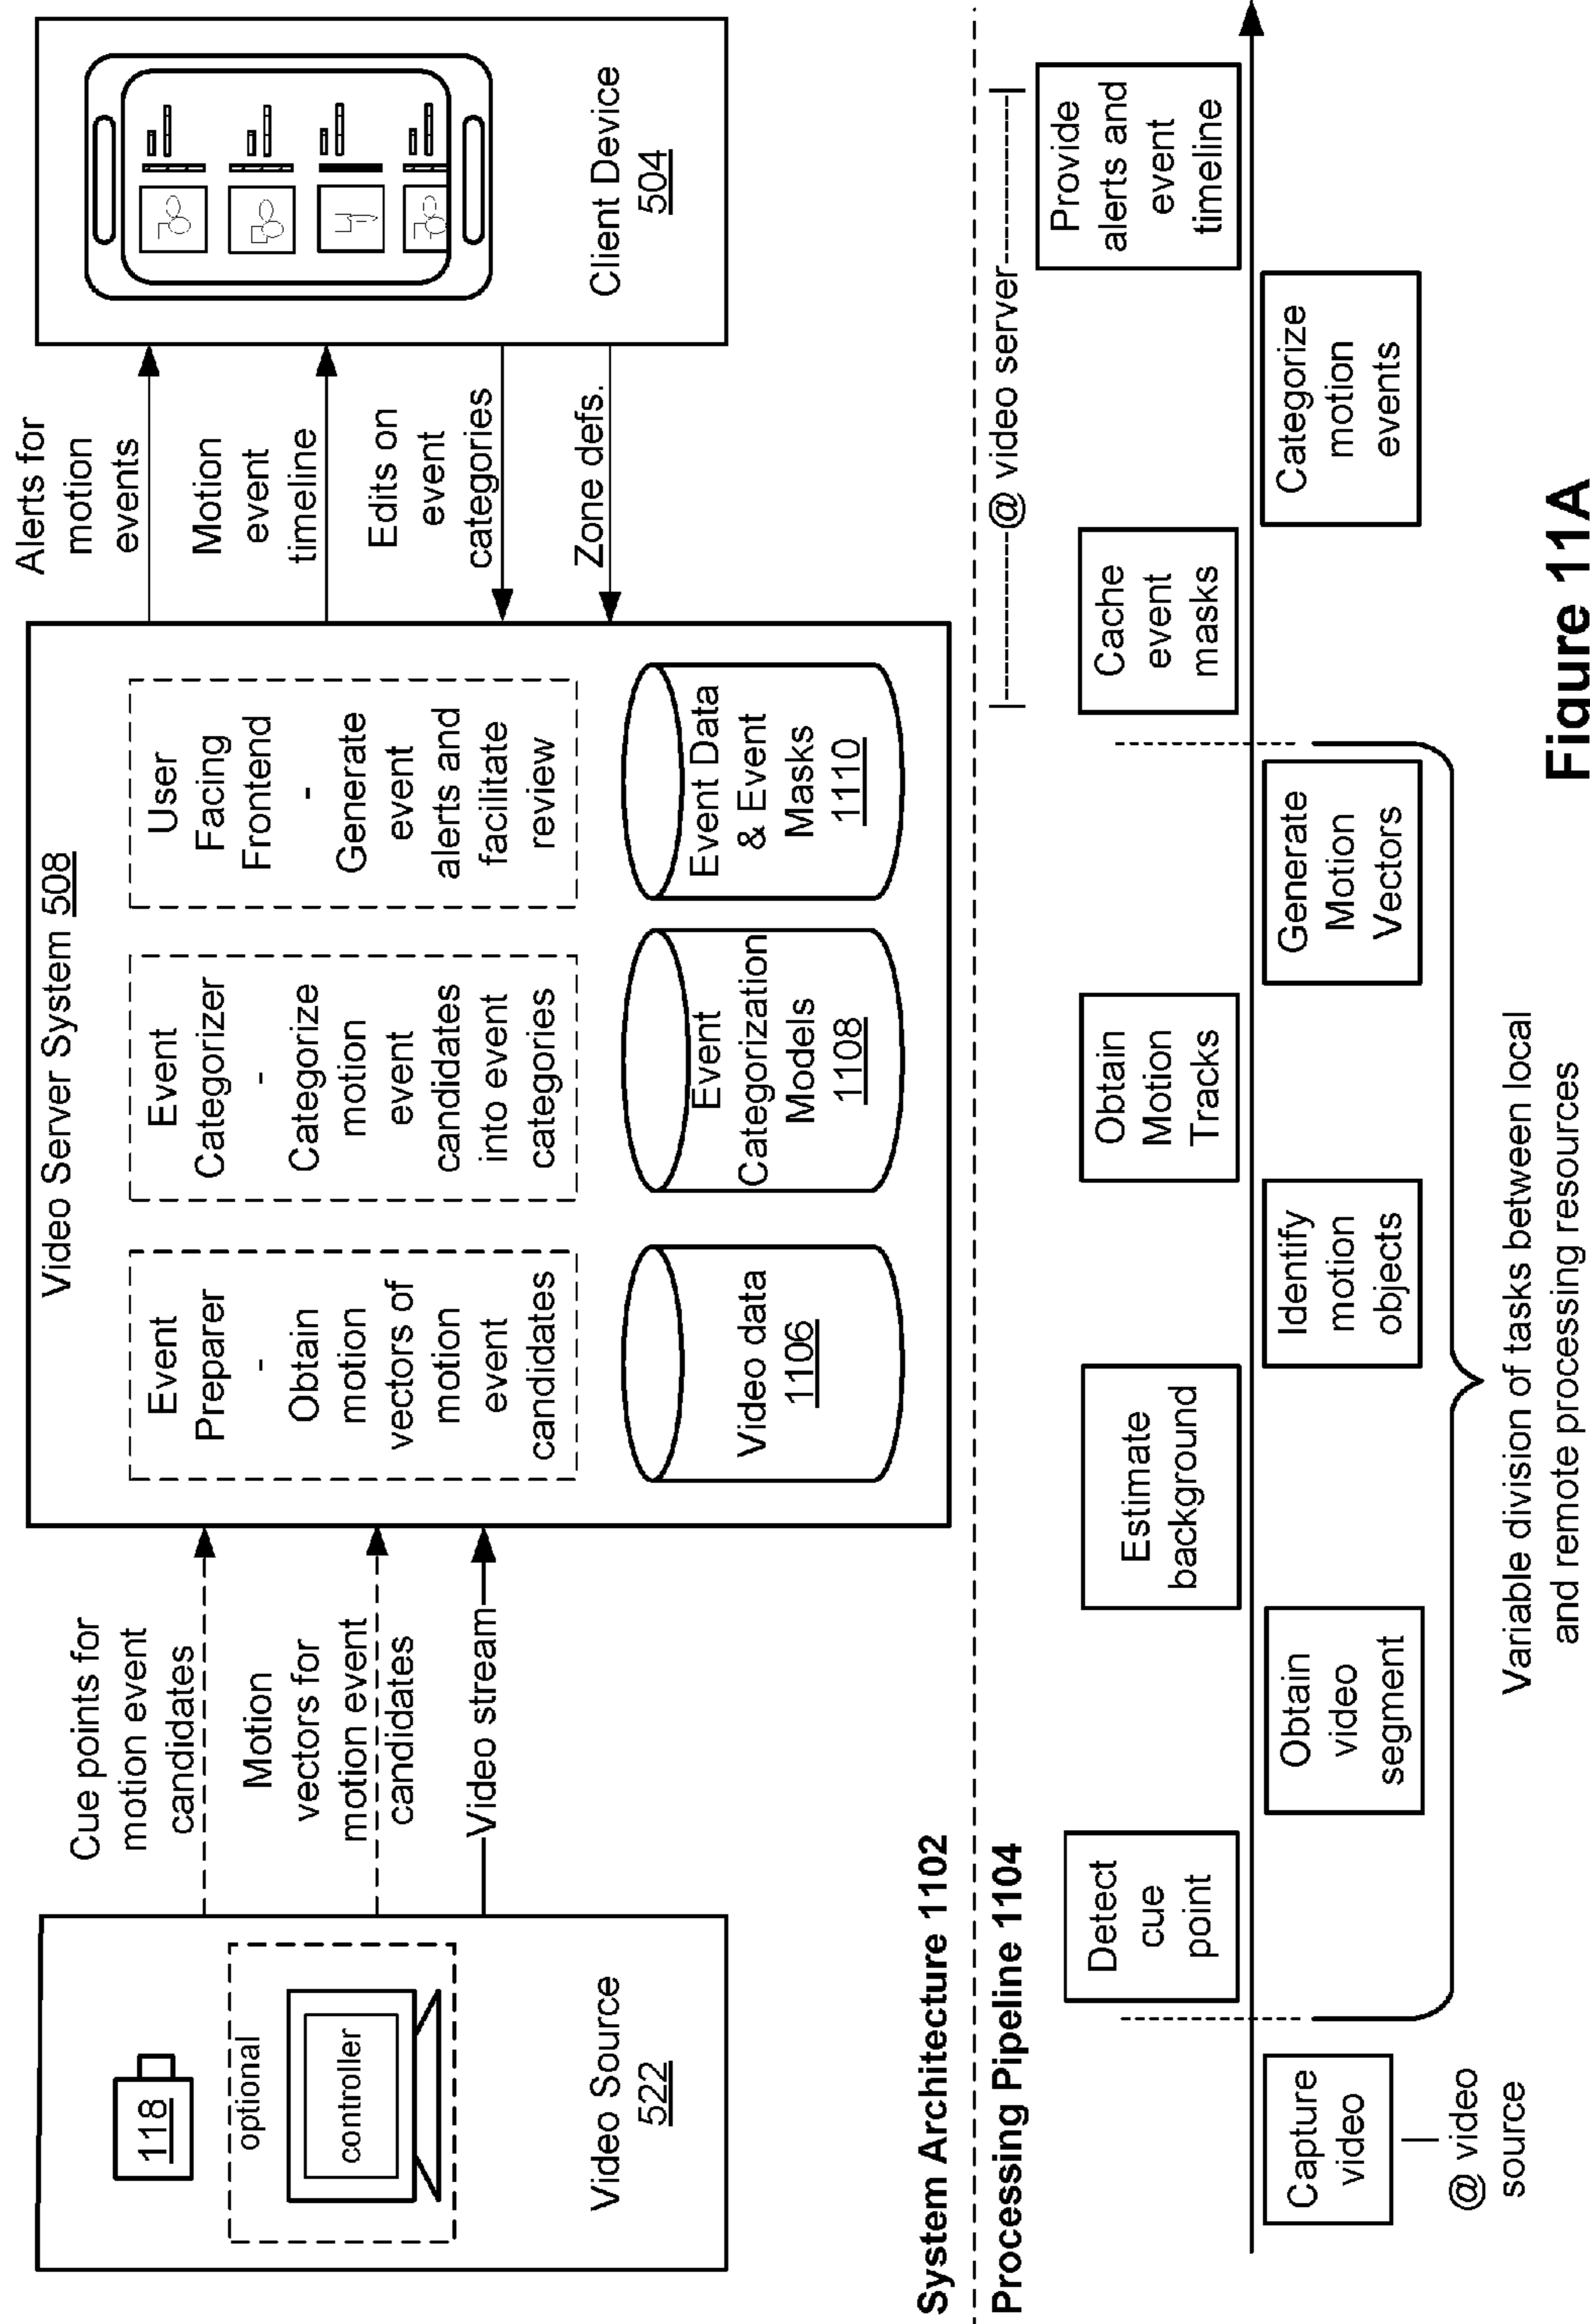 118
optional
controller
Video Source
522
Cue points for
motion event
candidates
Motion
vectors for
motion event
candidates
Video stream
Video Server System 508
Event
Preparer
-
Obtain
motion
vectors of
motion
event
candidates
Event
Categorizer
-
Categorize
motion
event
candidates
into event
categories
User
Facing
Frontend
-
Generate
event
alerts and
facilitate
review
Video data
1106
Event
Categorization
Models
1108
Event Data
& Event
Masks
1110
Alerts for
motion
events
Motion
event
timeline
Edits on
event
categories
Zone defs.
Client Device
504
System Architecture 1102
Processing Pipeline 1104
@ video server
Capture
video
@ video
source
Detect
cue
point
Obtain
video
segment
Estimate
background
Identify
motion
objects
Obtain
Motion
Tracks
Generate
Motion
Vectors
Cache
event
masks
Categorize
motion
events
Provide
alerts and
event
timeline
Variable division of tasks between local
and remote processing resources
Figure 11A